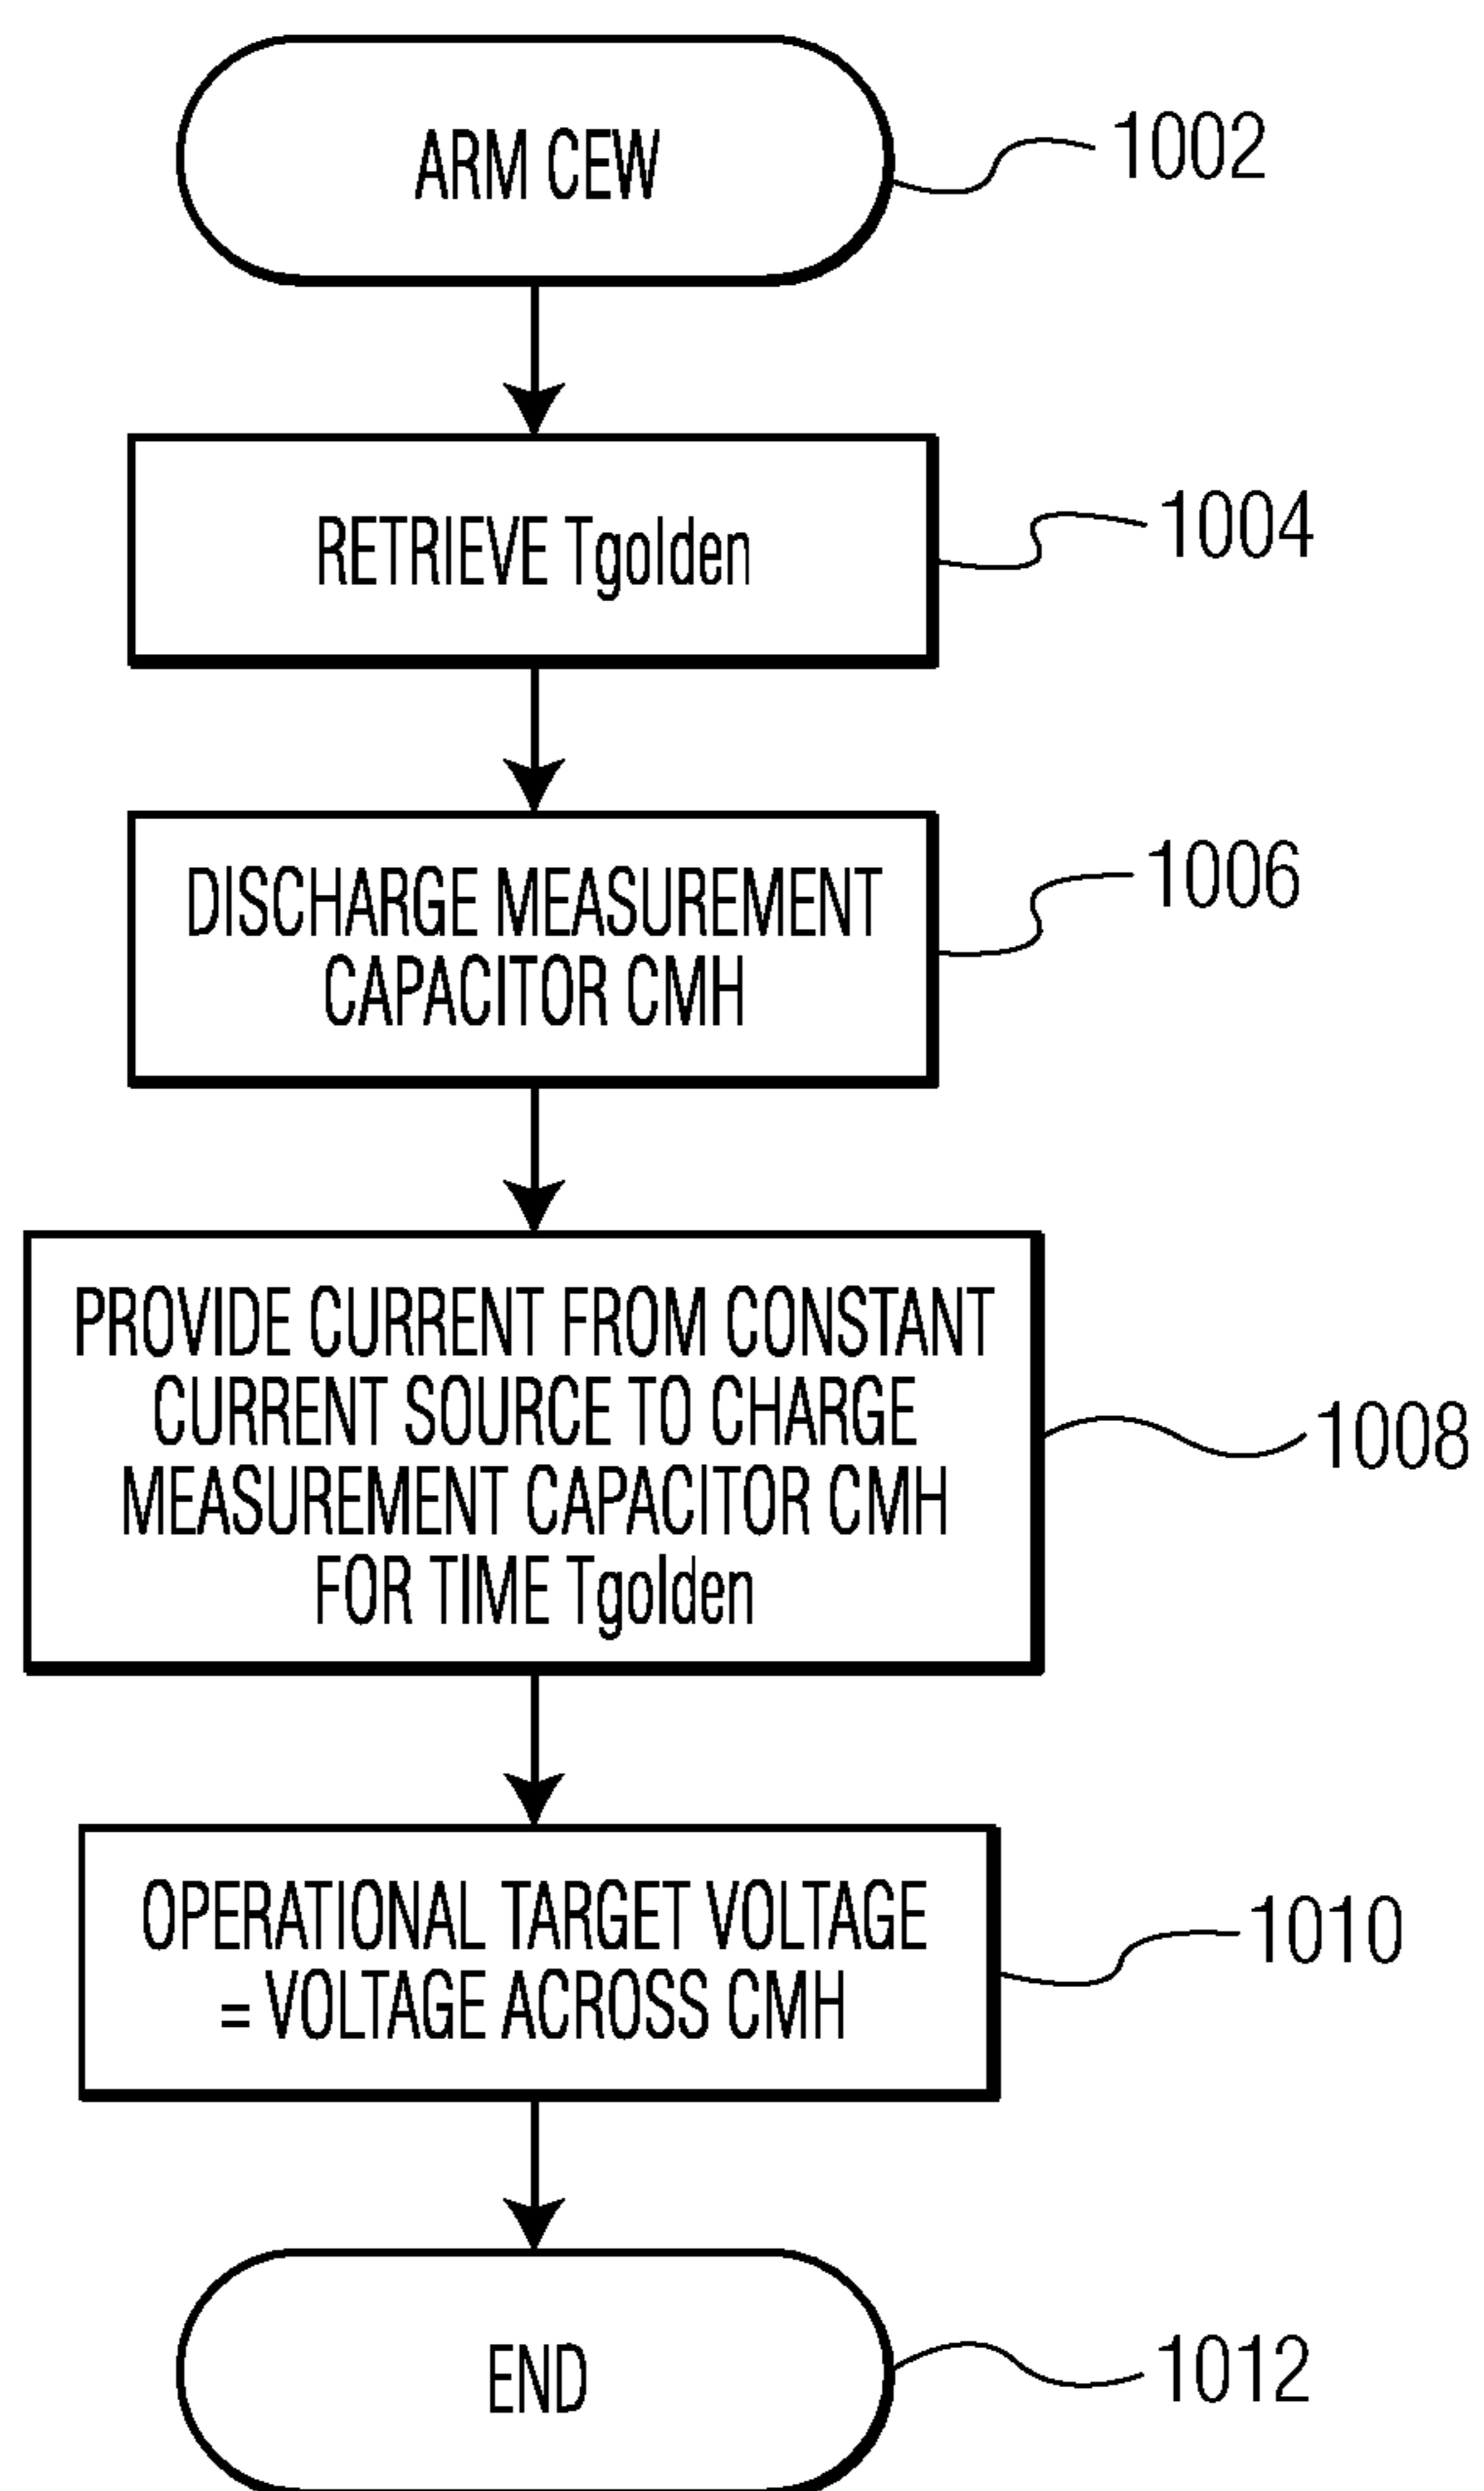 ARM CEW
1002
RETRIEVE Tgolden
1004
DISCHARGE MEASUREMENT
CAPACITOR CMH
1006
PROVIDE CURRENT FROM CONSTANT
CURRENT SOURCE TO CHARGE
MEASUREMENT CAPACITOR CMH
FOR TIME Tgolden
1008
OPERATIONAL TARGET VOLTAGE
= VOLTAGE ACROSS CMH
1010
END
1012